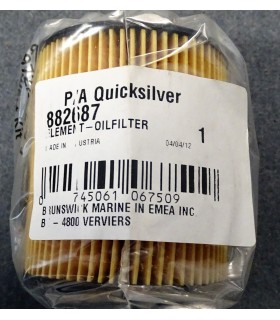 P/A Quicksilver
882687
ELEMENT-OILFILTER
1
MADE IN AUSTRIA
04/04/12
0 745061 067509
BRUNSWICK MARINE IN EMEA INC.
B - 4800 VERVIERS